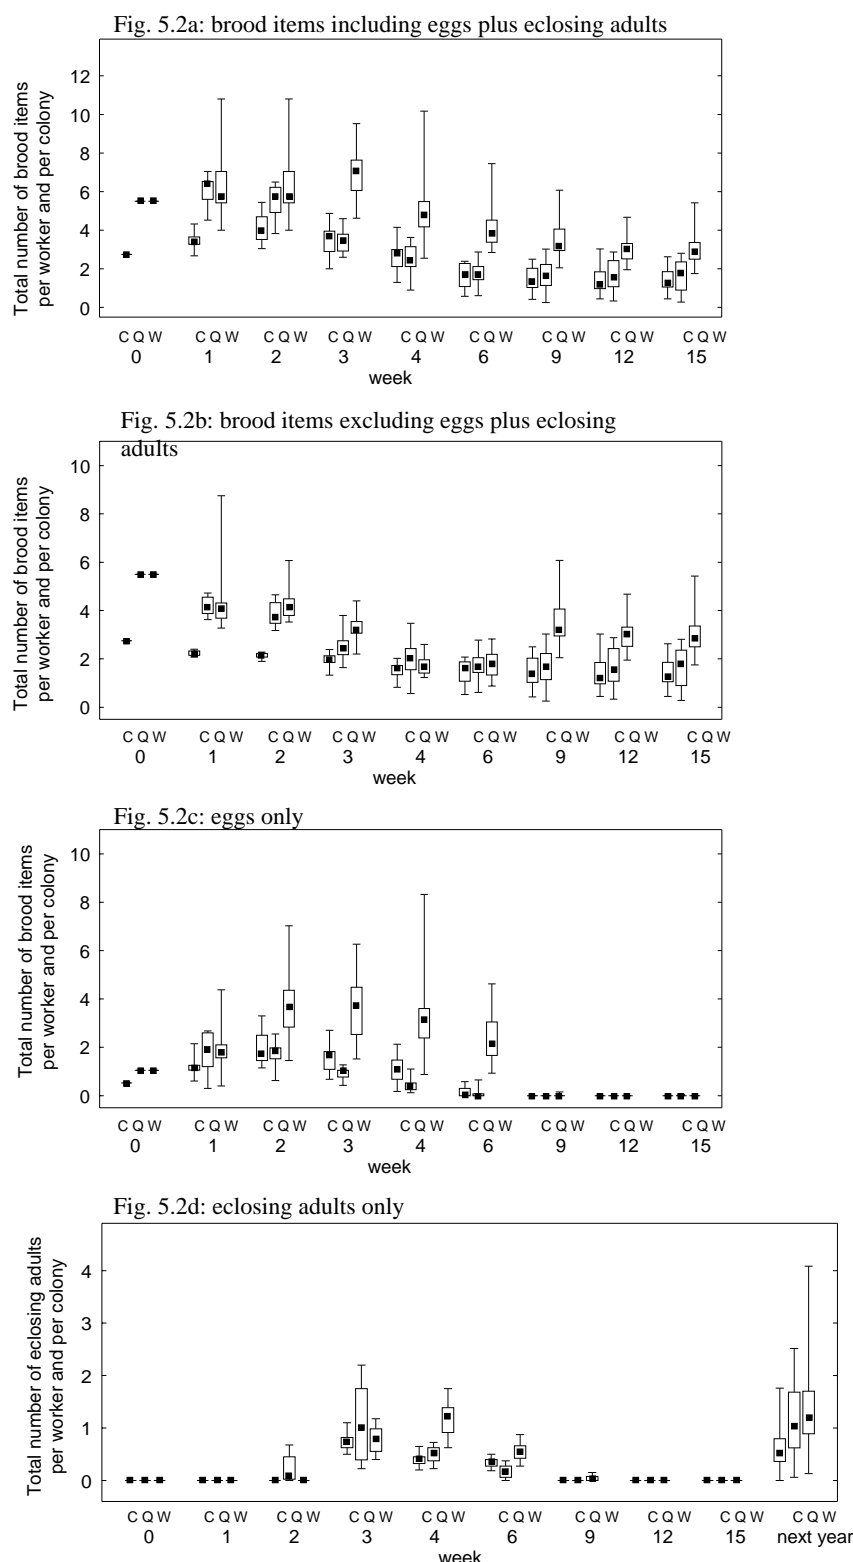 Fig. 5.2a: brood items including eggs plus eclosing adults
Total number of brood items
per worker and per colony
12
10
8
6
4
2
0
C Q W C Q W C Q W C Q W C Q W C Q W C Q W C Q W C Q W
0 1 2 3 4 6 9 12 15
week
Fig. 5.2b: brood items excluding eggs plus eclosing
adults
Total number of brood items
per worker and per colony
10
8
6
4
2
0
C Q W C Q W C Q W C Q W C Q W C Q W C Q W C Q W C Q W
0 1 2 3 4 6 9 12 15
week
Fig. 5.2c: eggs only
Total number of brood items
per worker and per colony
10
8
6
4
2
0
C Q W C Q W C Q W C Q W C Q W C Q W C Q W C Q W C Q W
0 1 2 3 4 6 9 12 15
week
Fig. 5.2d: eclosing adults only
Total number of eclosing adults
per worker and per colony
4
3
2
1
0
C Q W C Q W C Q W C Q W C Q W C Q W C Q W C Q W C Q W C Q W
0 1 2 3 4 6 9 12 15 next year
week